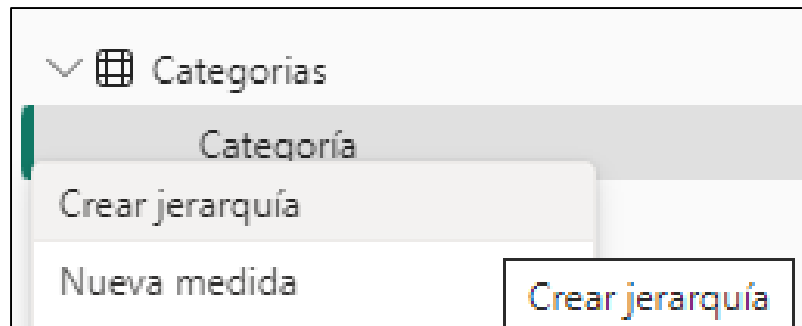 Categorias
Categoría
Crear jerarquía
Nueva medida
Crear jerarquía